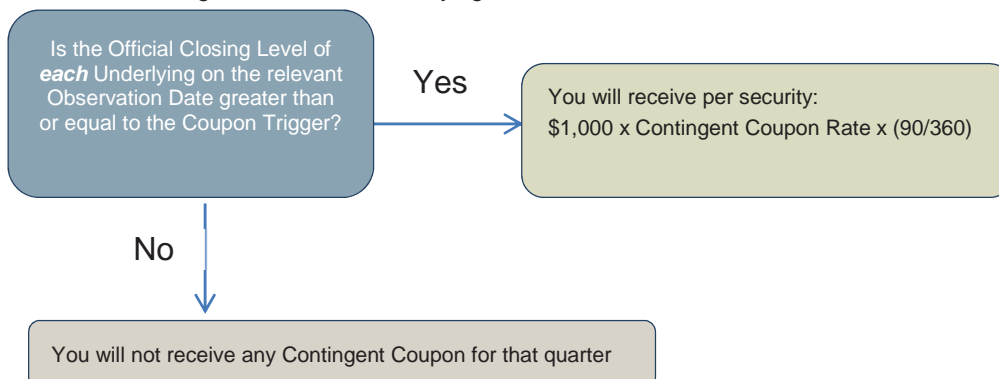 Is the Official Closing Level of
each Underlying on the relevant
Observation Date greater than
or equal to the Coupon Trigger?
Yes
You will receive per security:
$1,000 x Contingent Coupon Rate x (90/360)
No
You will not receive any Contingent Coupon for that quarter